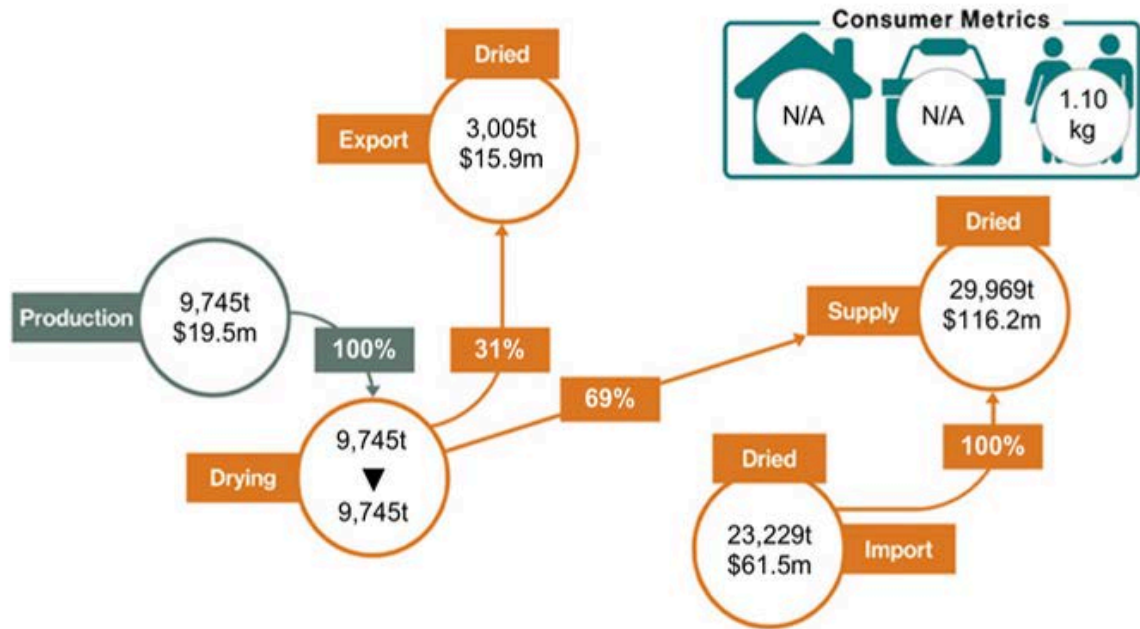 Consumer Metrics
N/A
N/A
1.10
kg
Dried
Export
3,005t
$15.9m
Production
9,745t
$19.5m
100%
31%
69%
Drying
9,745t
▼
9,745t
Dried
Supply
29,969t
$116.2m
100%
Dried
23,229t
$61.5m
Import